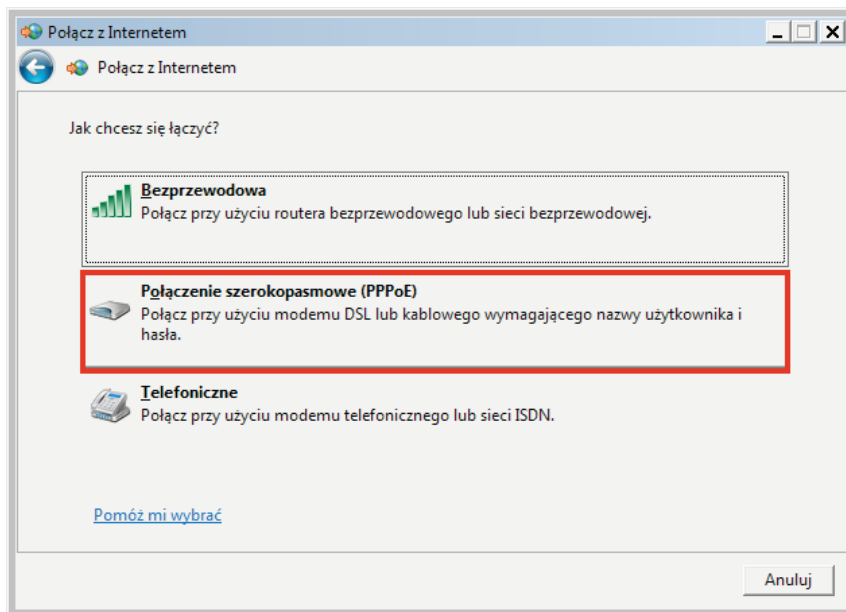 Połącz z Internetem
Połącz z Internetem
Jak chcesz się łączyć?
Bezprzewodowa
Połącz przy użyciu routera bezprzewodowego lub sieci bezprzewodowej.
Połączenie szerokopasmowe (PPPoE)
Połącz przy użyciu modemu DSL lub kablowego wymagającego nazwy użytkownika i
hasła.
Telefoniczne
Połącz przy użyciu modemu telefonicznego lub sieci ISDN.
Pomóż mi wybrać
Anuluj